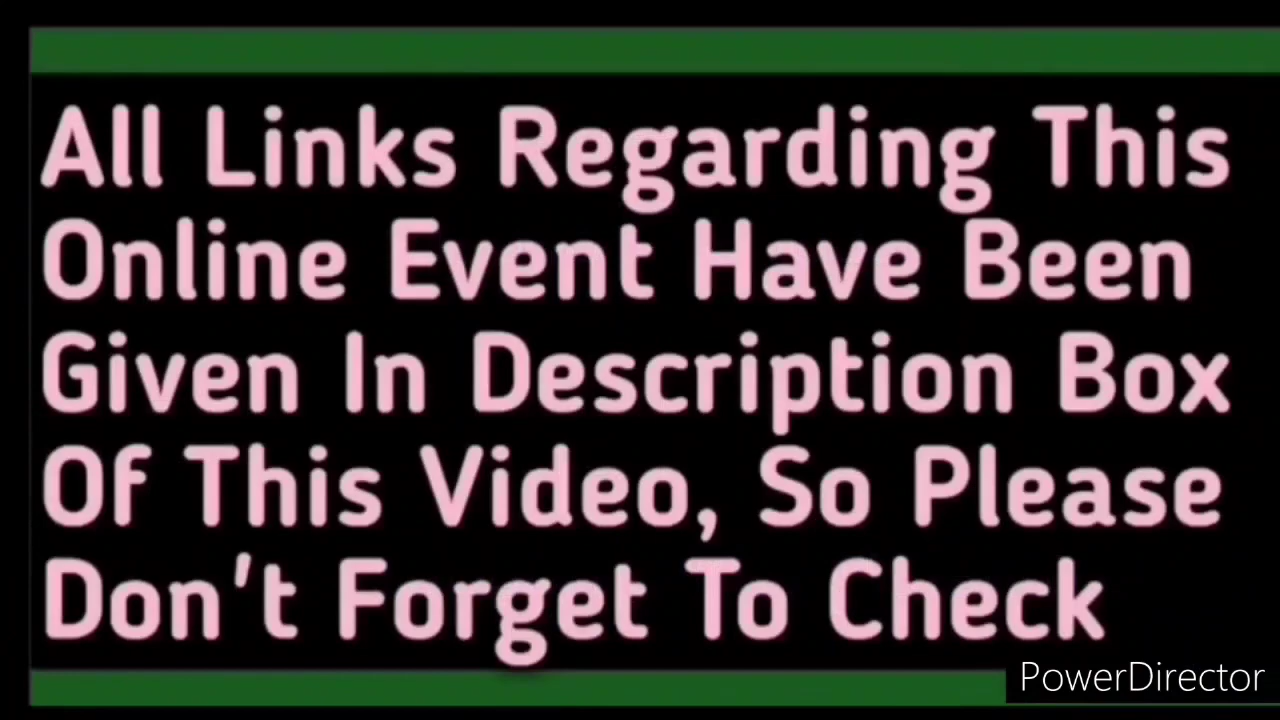 All Links Regarding This
Online Event Have Been
Given In Description Box
Of This Video, So Please
Don't Forget To Check
PowerDirector